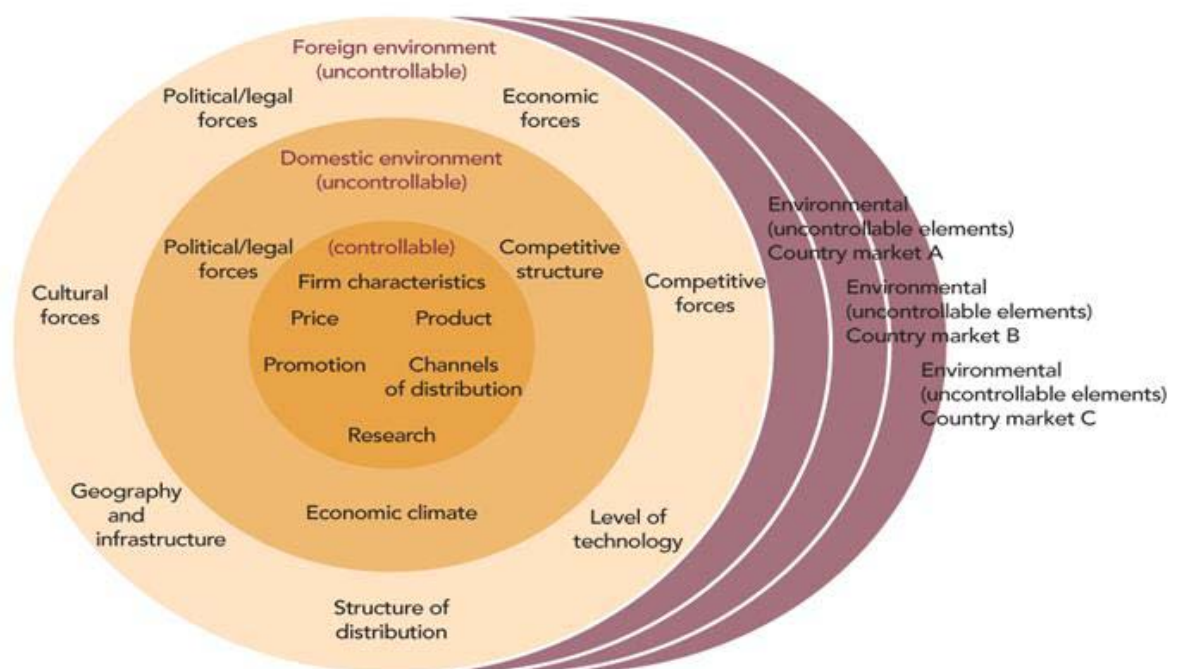 Foreign environment
(uncontrollable)
Political/legal
forces
Economic
forces
Domestic environment
(uncontrollable)
Political/legal
forces
(controllable)
Competitive
structure
Firm characteristics
Cultural
forces
Competitive
forces
Price
Product
Promotion
Channels
of distribution
Research
Environmental
(uncontrollable elements)
Country market A
Environmental
(uncontrollable elements)
Country market B
Environmental
(uncontrollable elements)
Country market C
Geography
and
infrastructure
Economic climate
Level of
technology
Structure of
distribution